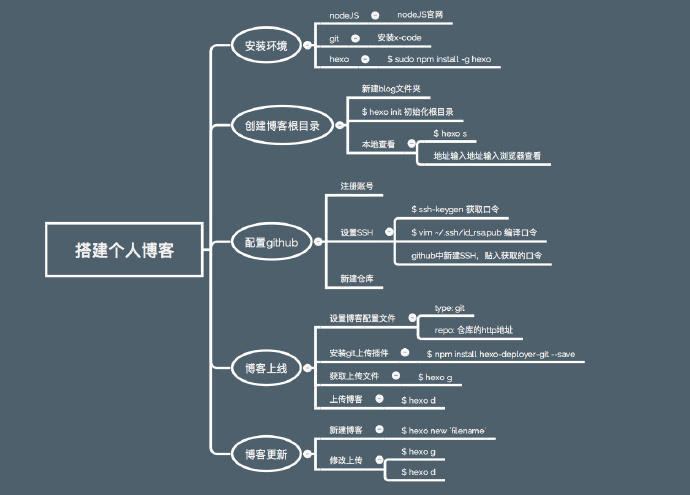 搭建个人博客
安装环境
nodeJS
nodeJS官网
git
安装x-code
hexo
$ sudo npm install -g hexo
创建博客根目录
新建blog文件夹
$ hexo init 初始化根目录
本地查看
$ hexo s
地址输入地址输入浏览器查看
配置github
注册账号
设置SSH
$ ssh-keygen 获取口令
$ vim ~/.ssh/id_rsa.pub 编译口令
github中新建SSH，贴入获取的口令
新建仓库
博客上线
设置博客配置文件
type: git
repo: 仓库的http地址
安装git上传插件
$ npm install hexo-deployer-git --save
获取上传文件
$ hexo g
上传博客
$ hexo d
博客更新
新建博客
$ hexo new 'filename'
修改上传
$ hexo g
$ hexo d